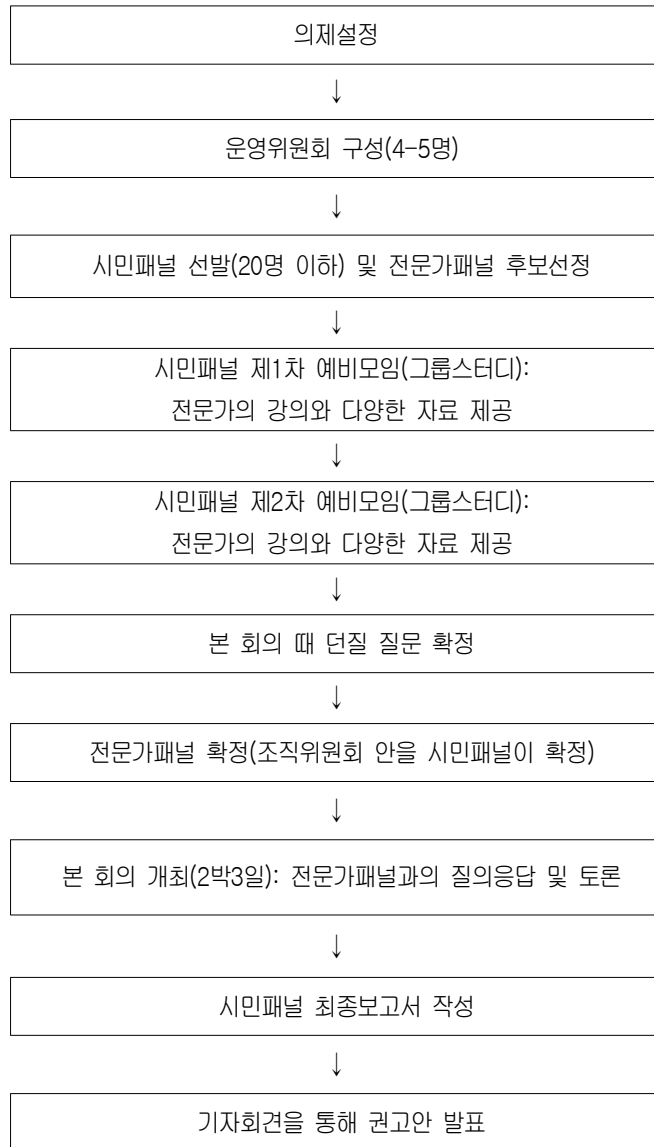 의제설정
↓
운영위원회 구성(4-5명)
↓
시민패널 선발(20명 이하) 및 전문가패널 후보선정
↓
시민패널 제1차 예비모임(그룹스터디):
전문가의 강의와 다양한 자료 제공
↓
시민패널 제2차 예비모임(그룹스터디):
전문가의 강의와 다양한 자료 제공
↓
본 회의 때 던질 질문 확정
↓
전문가패널 확정(조직위원회 안을 시민패널이 확정)
↓
본 회의 개최(2박3일): 전문가패널과의 질의응답 및 토론
↓
시민패널 최종보고서 작성
↓
기자회견을 통해 권고안 발표